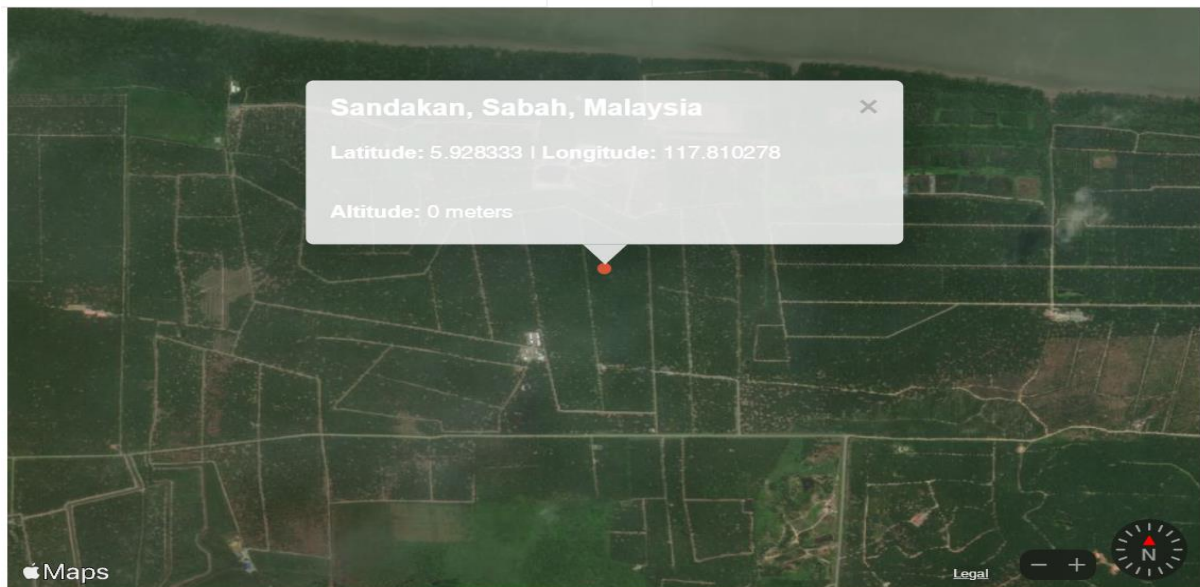 Sandakan, Sabah, Malaysia
×
Latitude: 5.928333 | Longitude: 117.810278
Altitude: 0 meters
Maps
Legal
− +
N